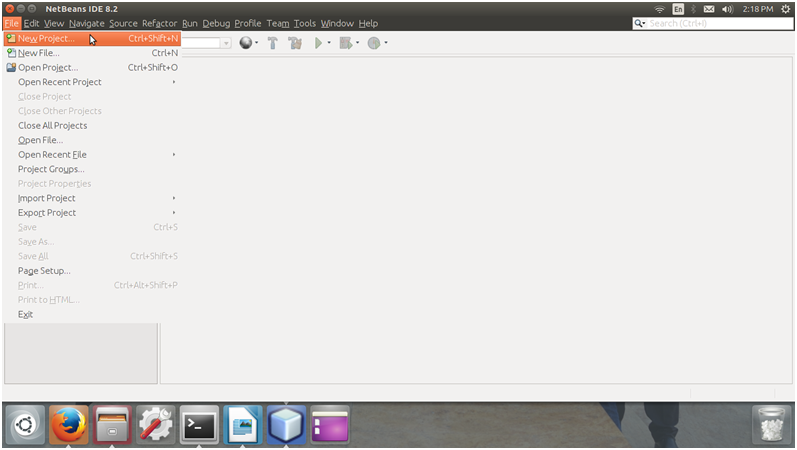 NetBeans IDE 8.2
En
2:18 PM
File Edit View Navigate Source Refactor Run Debug Profile Team Tools Window Help
Search (Ctrl+I)
New Project... Ctrl+Shift+N
New File... Ctrl+N
Open Project... Ctrl+Shift+O
Open Recent Project
Close Project
Close Other Projects
Close All Projects
Open File...
Open Recent File
Project Groups...
Project Properties
Import Project
Export Project
Save Ctrl+S
Save As...
Save All Ctrl+Shift+S
Page Setup...
Print... Ctrl+Alt+Shift+P
Print to HTML...
Exit